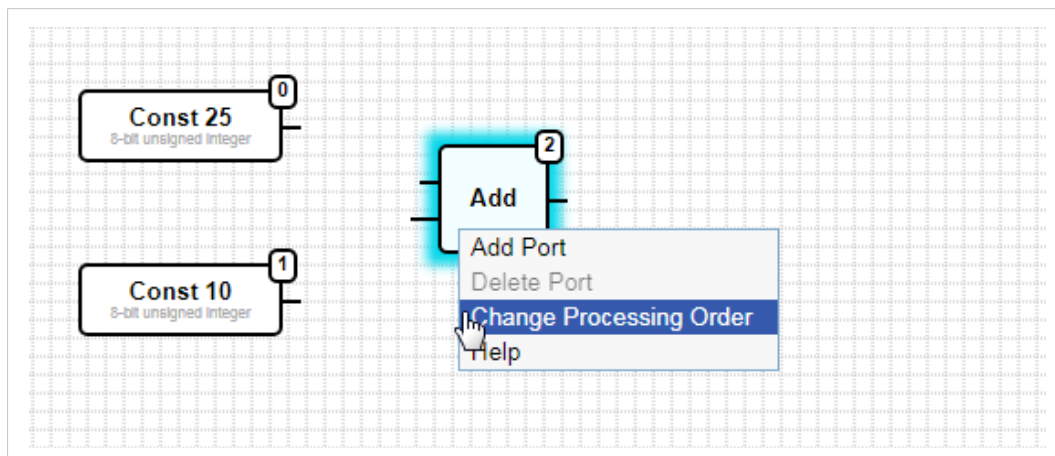 0
Const 25
8-bit unsigned integer
2
Add
1
Const 10
8-bit unsigned integer
Add Port
Delete Port
Change Processing Order
Help